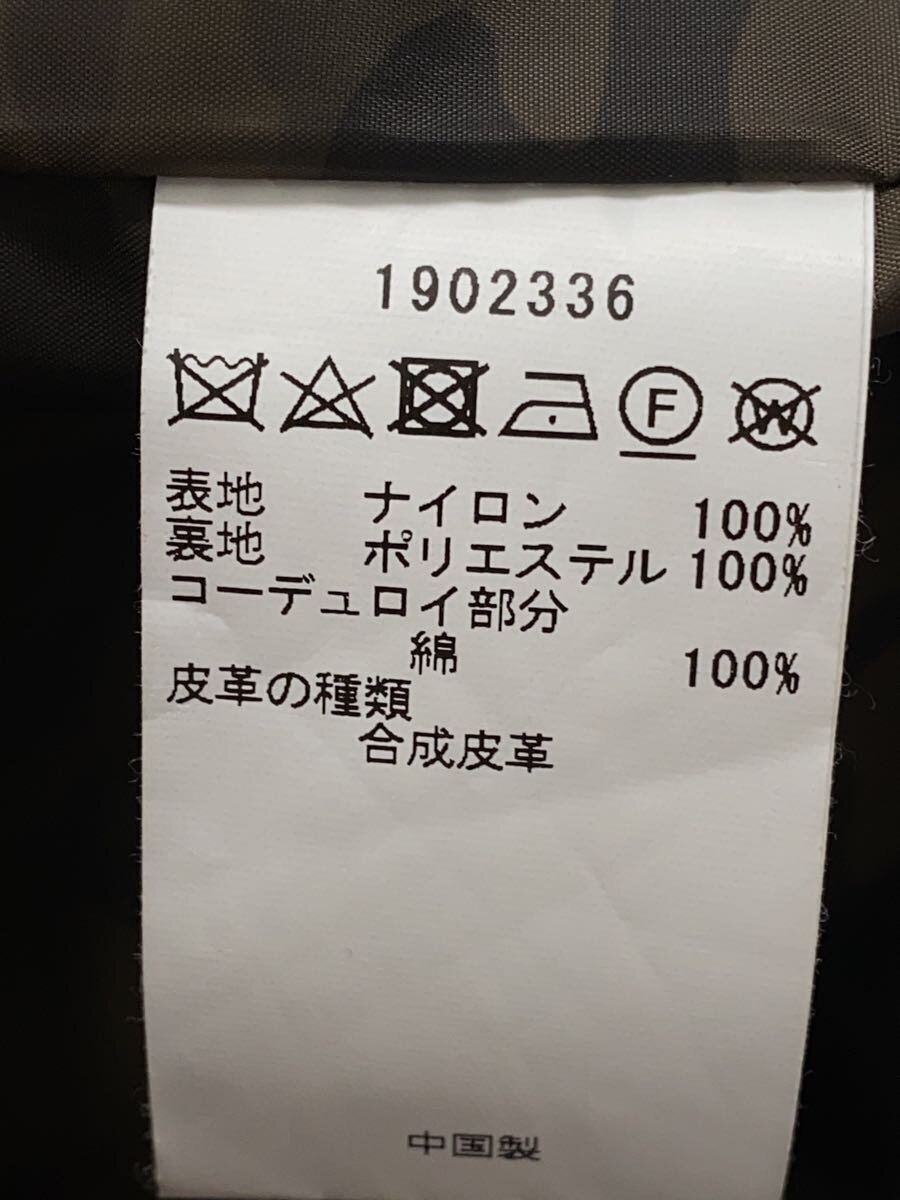 1902336
F W
表地 ナイロン 100%
裏地 ポリエステル 100%
コーデュロイ部分
綿 100%
皮革の種類
合成皮革
中国製